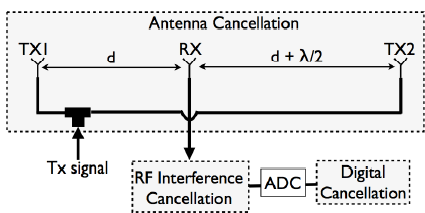 Antenna Cancellation
TX1 RX TX2
d d + λ/2
Tx signal
RF Interference
Cancellation
ADC
Digital
Cancellation